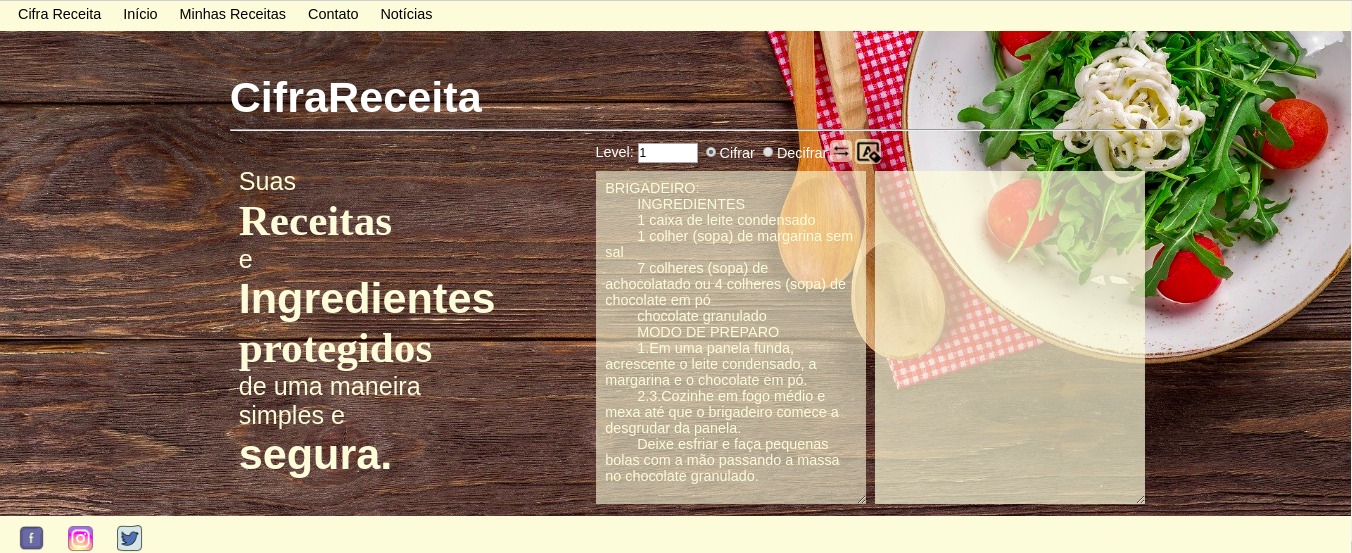 Cifra Receita Início Minhas Receitas Contato Notícias
CifraReceita
Level: 1 Cifrar Decifrar
Suas
Receitas
e
Ingredientes
protegidos
de uma maneira
simples e
segura.
BRIGADEIRO:
INGREDIENTES
1 caixa de leite condensado
1 colher (sopa) de margarina sem
sal
7 colheres (sopa) de
achocolatado ou 4 colheres (sopa) de
chocolate em pó
chocolate granulado
MODO DE PREPARO
1.Em uma panela funda,
acrescente o leite condensado, a
margarina e o chocolate em pó.
2.3.Cozinhe em fogo médio e
mexa até que o brigadeiro comece a
desgrudar da panela.
Deixe esfriar e faça pequenas
bolas com a mão passando a massa
no chocolate granulado.